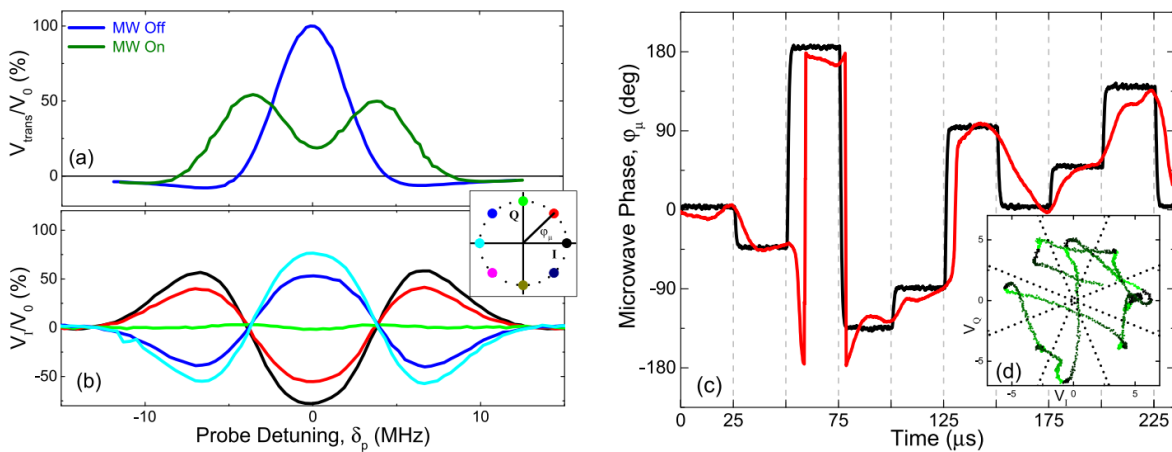 MW Off
MW On
V_trans/V_0 (%)
100
50
0
(a)
V_I/V_0 (%)
100
50
0
-50
(b)
Q
φ_μ
I
-10
0
10
Probe Detuning, δ_p (MHz)
Microwave Phase, φ_μ (deg)
180
90
0
-90
-180
(c)
0
25
50
75
100
125
150
175
200
225
Time (μs)
V_Q
5
0
-5
(d)
-5
V
0
5